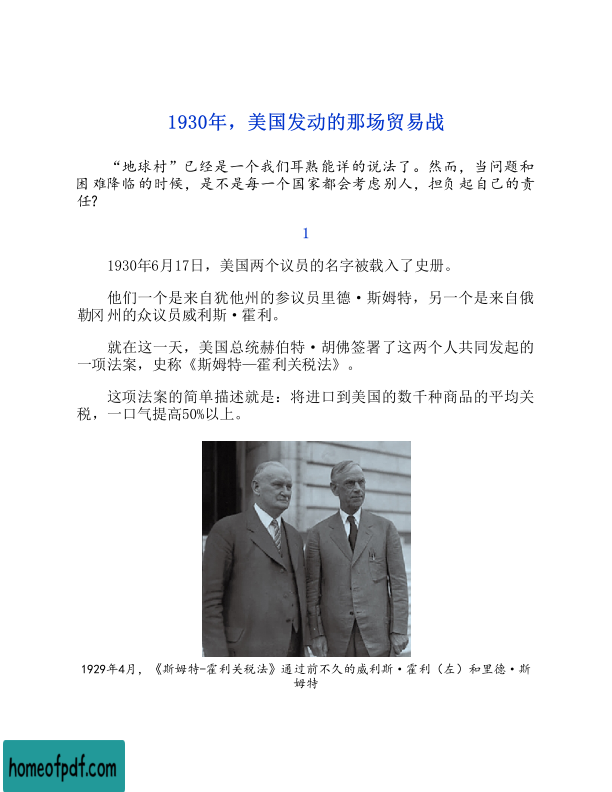 1930年，美国发动的那场贸易战
“地球村”已经是一个我们耳熟能详的说法了。然而，当问题和
困难降临的时候，是不是每一个国家都会考虑别人，担负起自己的责
任？
1
1930年6月17日，美国两个议员的名字被载入了史册。
他们一个是来自犹他州的参议员里德·斯姆特，另一个是来自俄
勒冈州的众议员威利斯·霍利。
就在这一天，美国总统赫伯特·胡佛签署了这两个人共同发起的
一项法案，史称《斯姆特—霍利关税法》。
这项法案的简单描述就是：将进口到美国的数千种商品的平均关
税，一口气提高50%以上。
1929年4月，《斯姆特-霍利关税法》通过前不久的威利斯·霍利（左）和里德·斯
姆特
homeofpdf.com